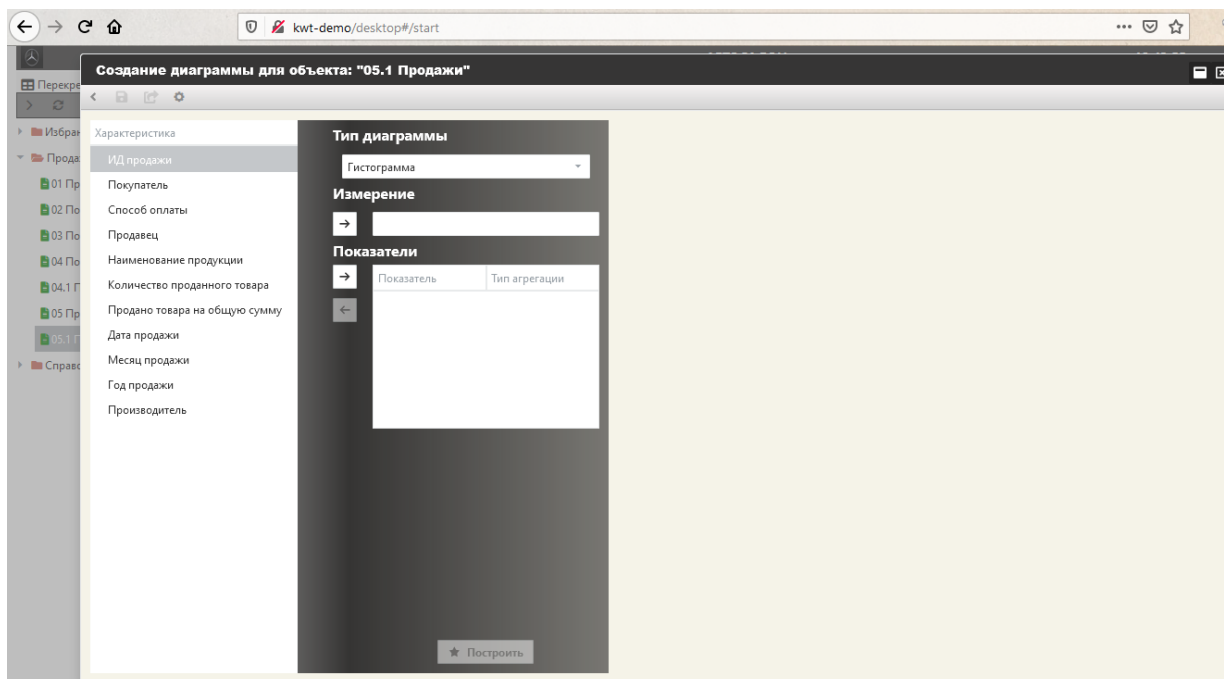 kwt-demo/desktop#/start
Создание диаграммы для объекта: "05.1 Продажи"
Перекре
Избран
Прода
01 Пр
02 По
03 По
04 По
04.1 П
05 Пр
05.1 П
Справо
Характеристика
ИД продажи
Покупатель
Способ оплаты
Продавец
Наименование продукции
Количество проданного товара
Продано товара на общую сумму
Дата продажи
Месяц продажи
Год продажи
Производитель
Тип диаграммы
Гистограмма
Измерение
Показатели
Показатель Тип агрегации
Построить